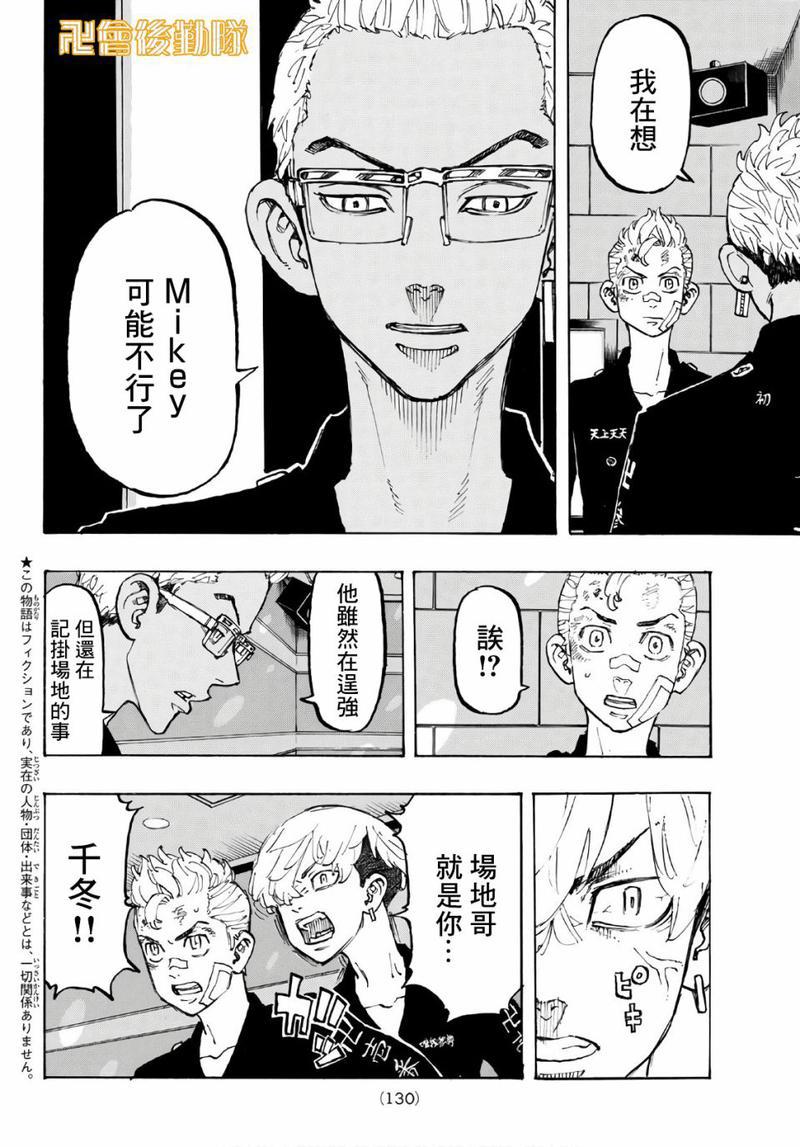 卍會後勤隊
我在想
初
天上天下
卍
Mikey
可能不行了
誒!?
他雖然在逞強
但還在
記掛場地的事
ピキ
場地哥
就是你…
千冬!!
★この物語はフィクションであり、実在の人物・団体・出来事などとは、一切関係ありません。
(130)